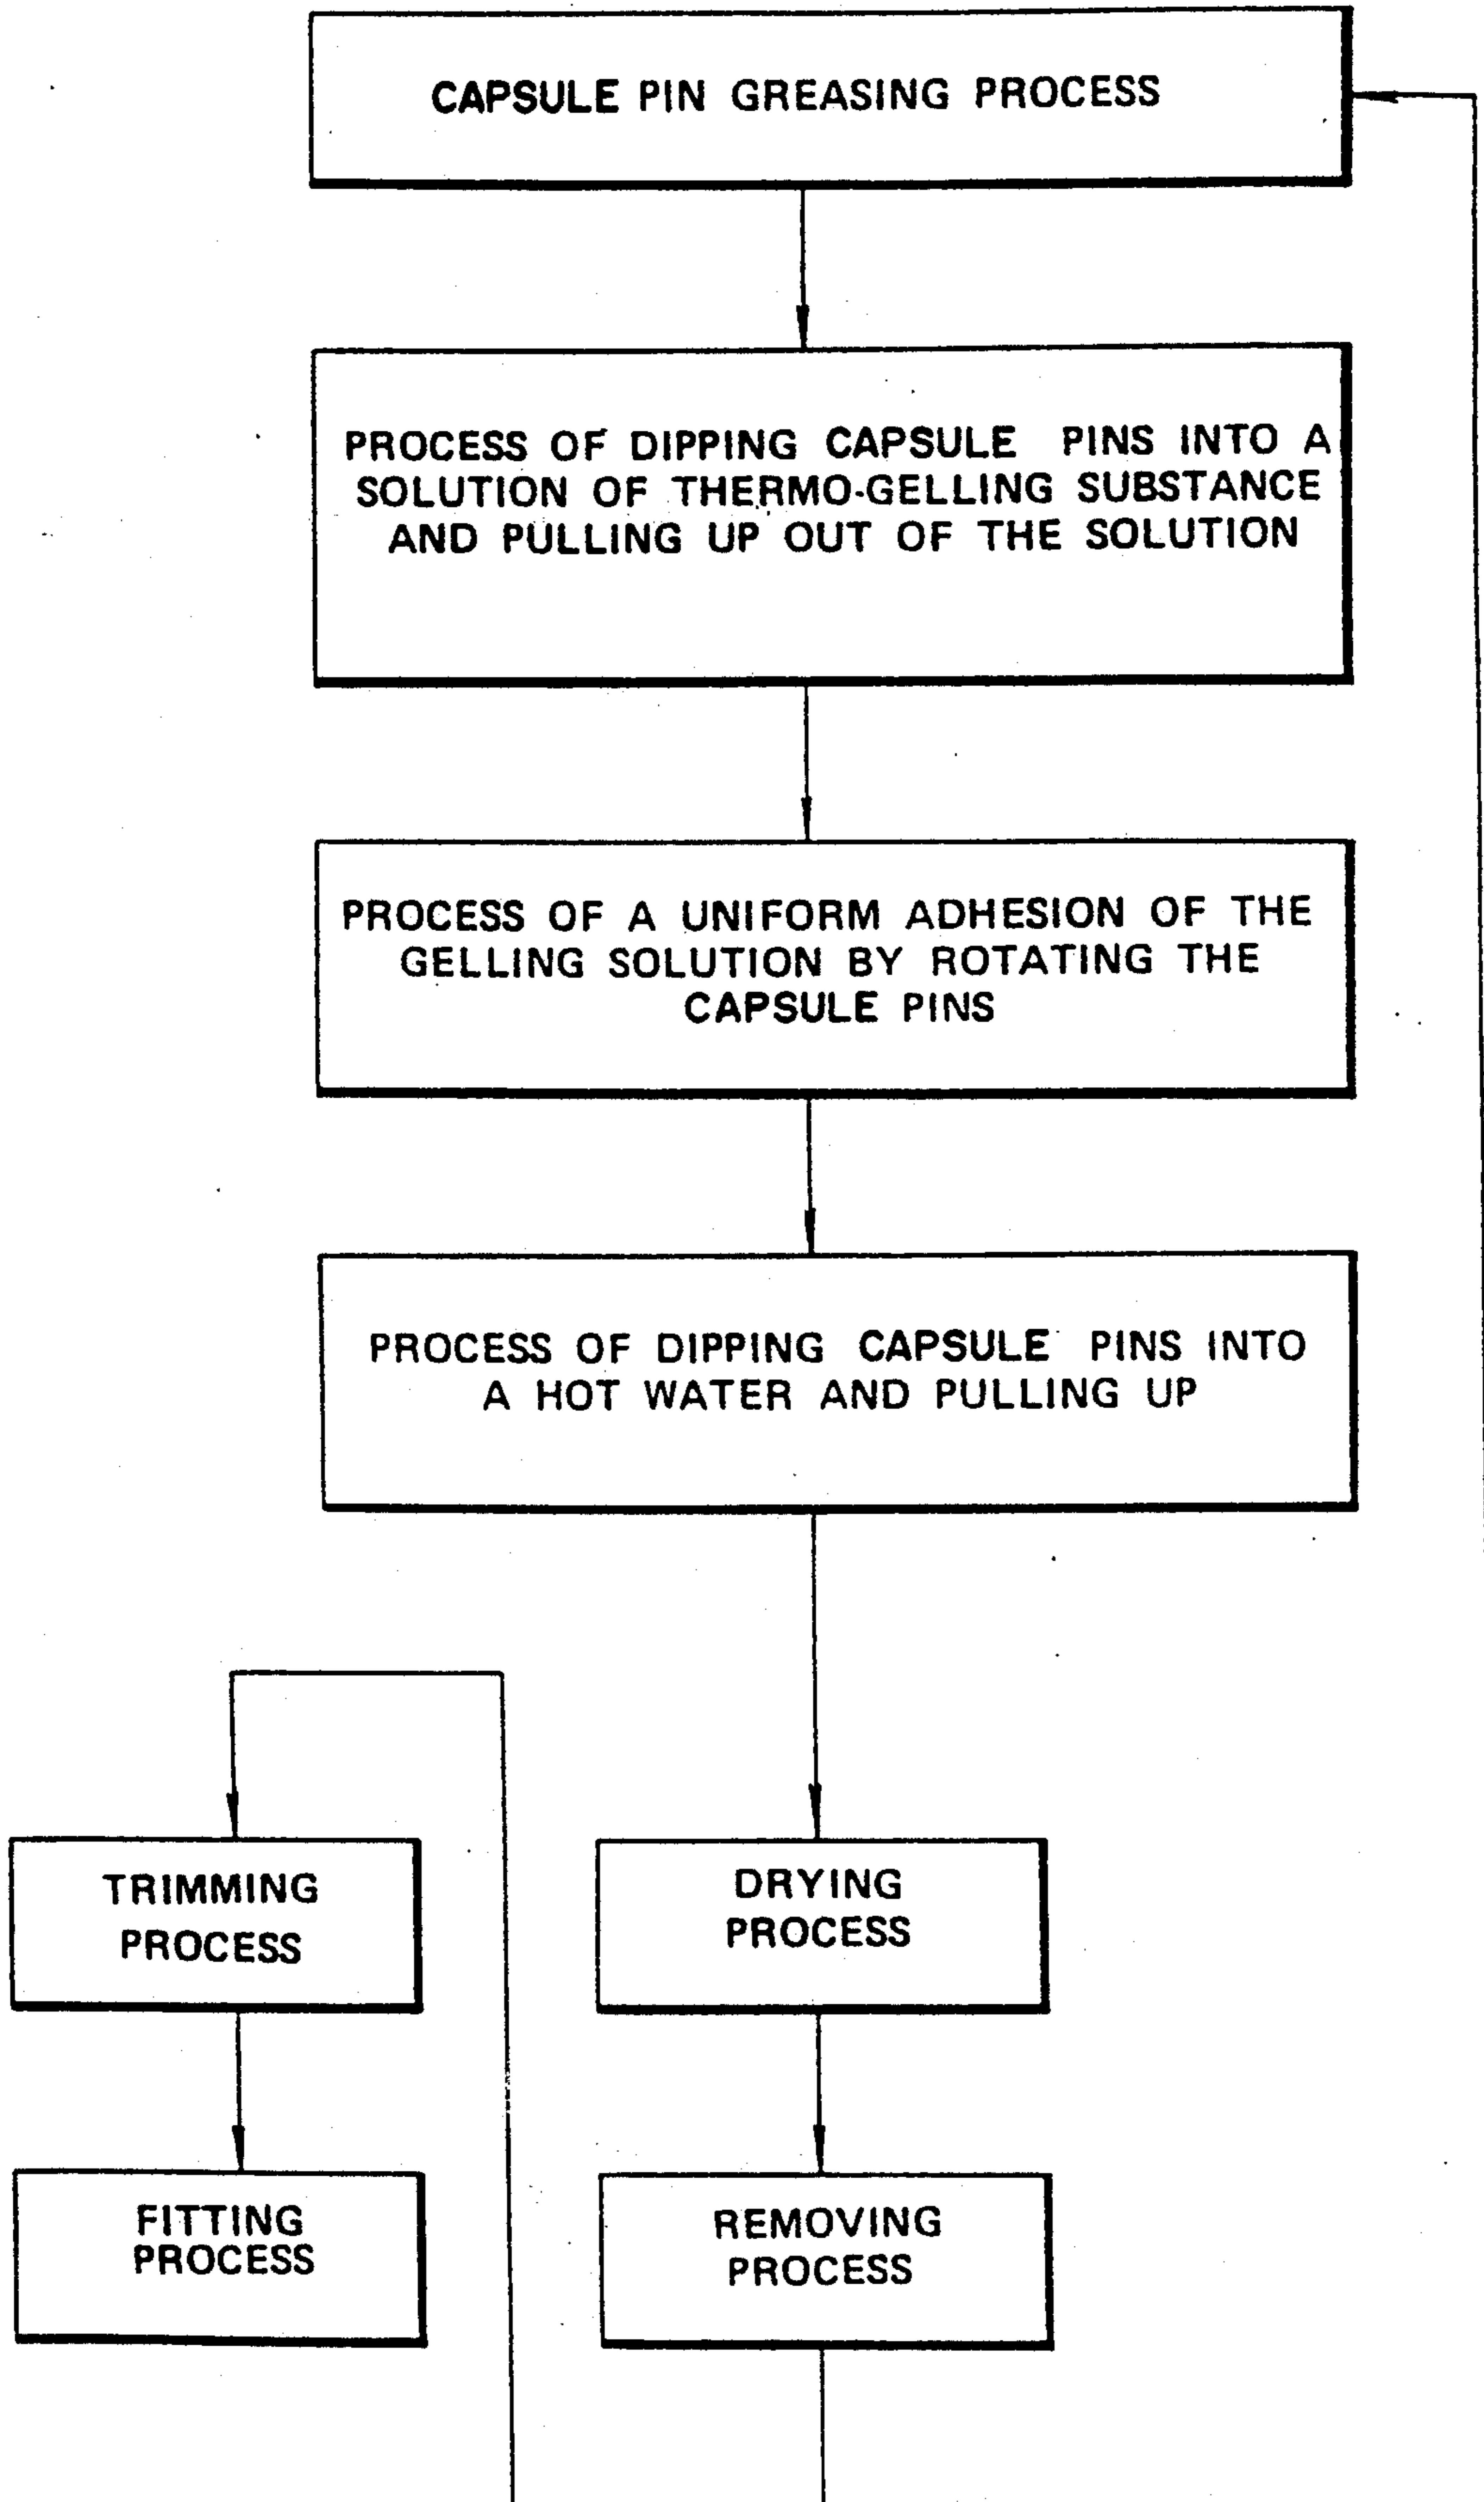 CAPSULE PIN GREASING PROCESS
PROCESS OF DIPPING CAPSULE PINS INTO A
SOLUTION OF THERMO-GELLING SUBSTANCE
AND PULLING UP OUT OF THE SOLUTION
PROCESS OF A UNIFORM ADHESION OF THE
GELLING SOLUTION BY ROTATING THE
CAPSULE PINS
PROCESS OF DIPPING CAPSULE PINS INTO
A HOT WATER AND PULLING UP
TRIMMING
PROCESS
DRYING
PROCESS
FITTING
PROCESS
REMOVING
PROCESS